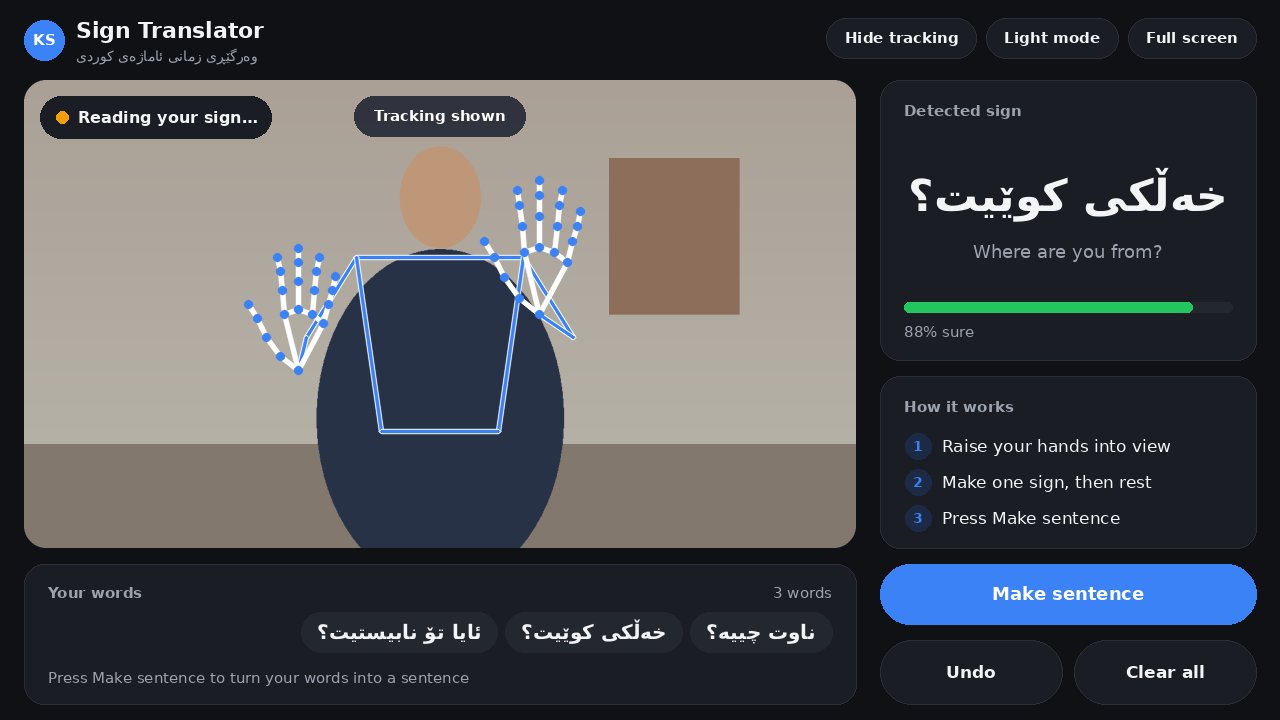 KS
Sign Translator
وەرگێڕی زمانی ئاماژەی کوردی
Hide tracking
Light mode
Full screen
Reading your sign…
Tracking shown
Detected sign
خەڵکی کوێیت؟
Where are you from?
88% sure
How it works
1 Raise your hands into view
2 Make one sign, then rest
3 Press Make sentence
Your words
3 words
ناوت چییە؟ خەڵکی کوێیت؟ ئایا تۆ نابیستیت؟
Press Make sentence to turn your words into a sentence
Make sentence
Undo
Clear all